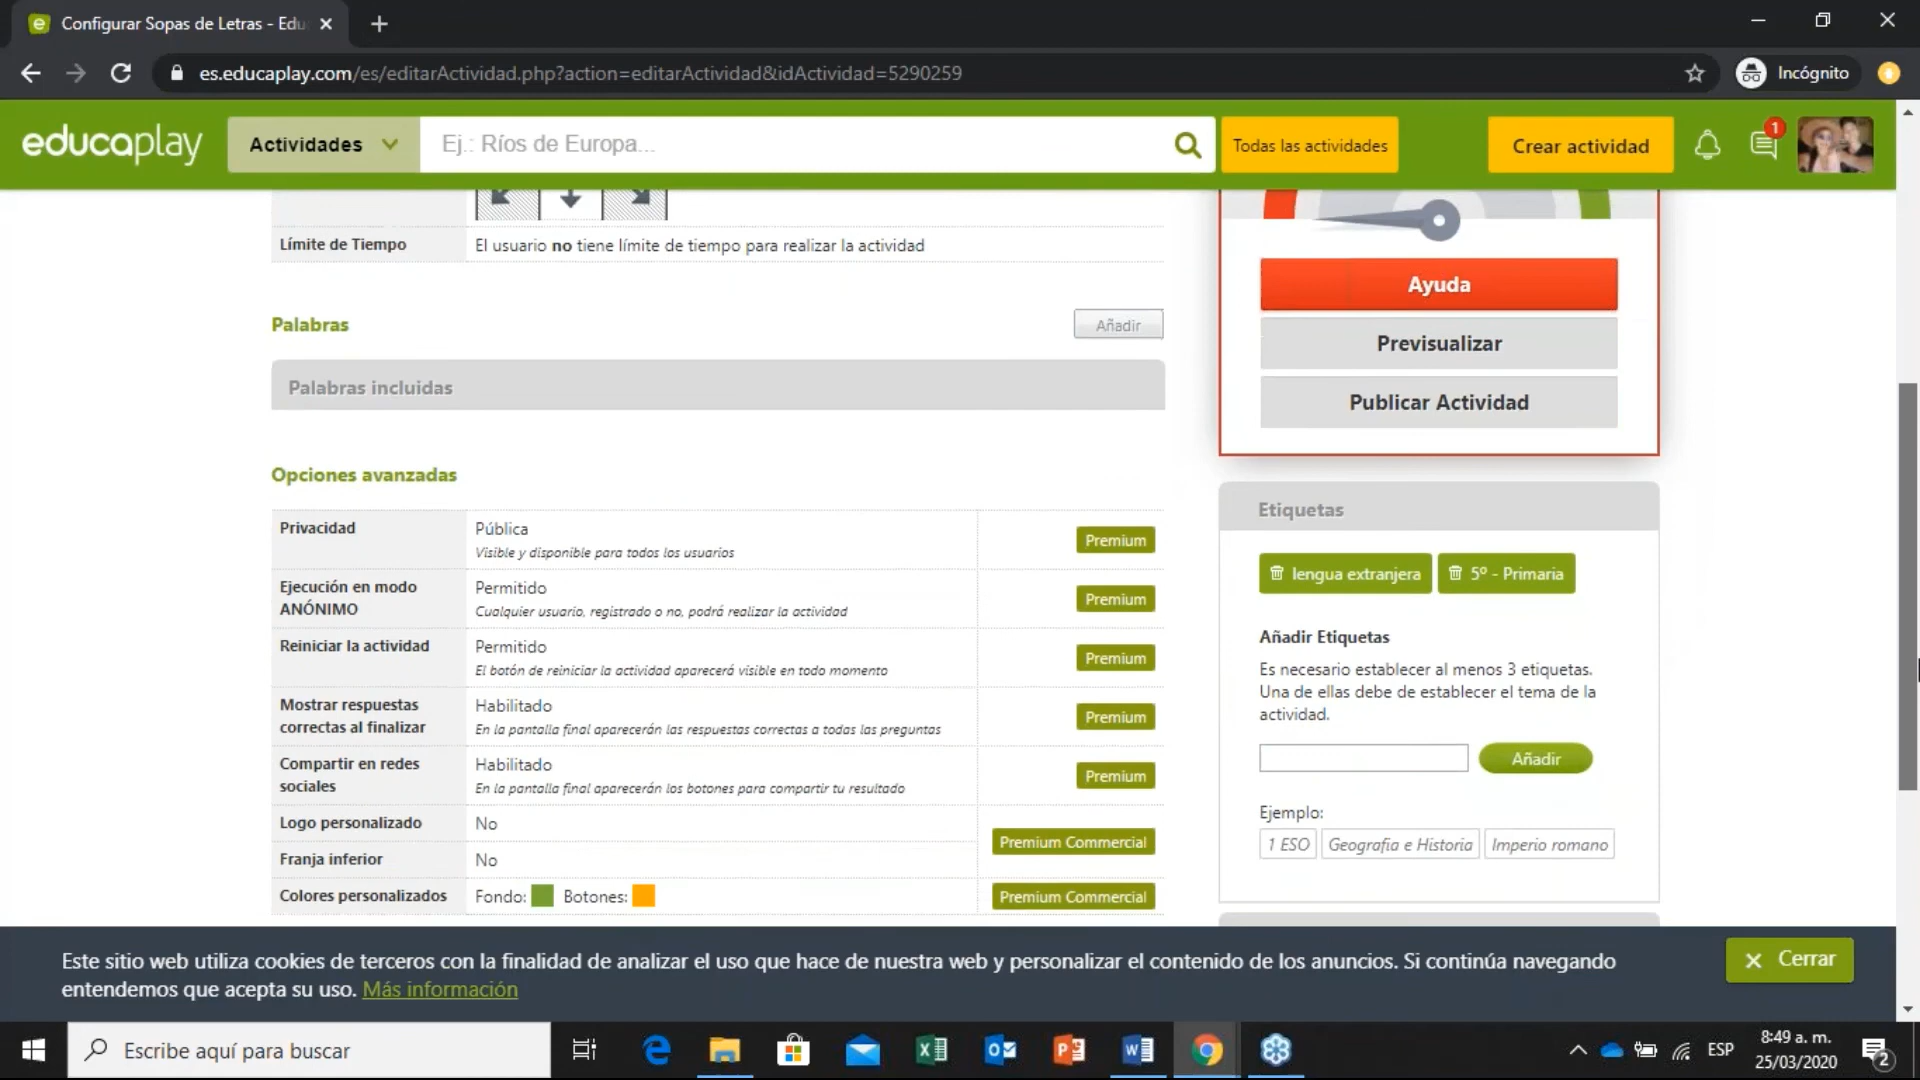 Configurar Sopas de Letras - Edu
es.educaplay.com/es/editarActividad.php?action=editarActividad&idActividad=5290259
Incógnito
educaplay
Actividades
Ej.: Ríos de Europa...
Todas las actividades
Crear actividad
1
Límite de Tiempo
El usuario no tiene límite de tiempo para realizar la actividad
Palabras
Añadir
Palabras incluidas
Opciones avanzadas
Privacidad
Pública
Visible y disponible para todos los usuarios
Premium
Ejecución en modo
ANÓNIMO
Permitido
Cualquier usuario, registrado o no, podrá realizar la actividad
Premium
Reiniciar la actividad
Permitido
El botón de reiniciar la actividad aparecerá visible en todo momento
Premium
Mostrar respuestas
correctas al finalizar
Habilitado
En la pantalla final aparecerán las respuestas correctas a todas las preguntas
Premium
Compartir en redes
sociales
Habilitado
En la pantalla final aparecerán los botones para compartir tu resultado
Premium
Logo personalizado
No
Premium Commercial
Franja inferior
No
Colores personalizados
Fondo:
Botones:
Premium Commercial
Ayuda
Previsualizar
Publicar Actividad
Etiquetas
lengua extranjera
5º - Primaria
Añadir Etiquetas
Es necesario establecer al menos 3 etiquetas.
Una de ellas debe de establecer el tema de la
actividad.
Añadir
Ejemplo:
1 ESO
Geografia e Historia
Imperio romano
Este sitio web utiliza cookies de terceros con la finalidad de analizar el uso que hace de nuestra web y personalizar el contenido de los anuncios. Si continúa navegando
entendemos que acepta su uso. Más información
Cerrar
Escribe aquí para buscar
ESP
8:49 a. m.
25/03/2020
2